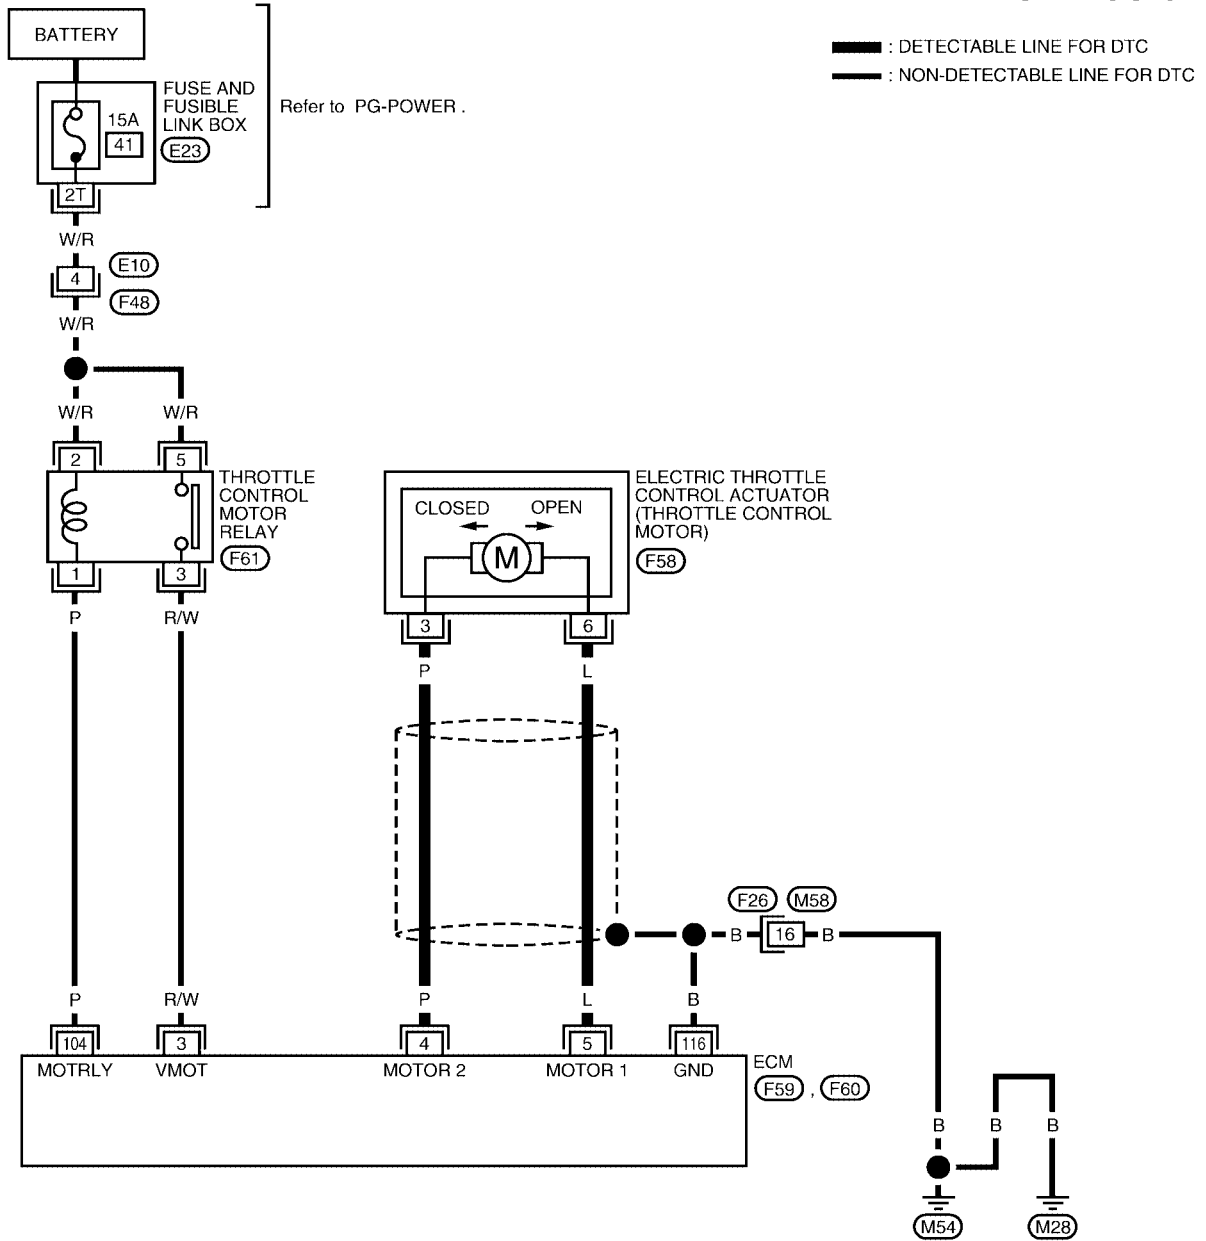 BATTERY
: DETECTABLE LINE FOR DTC
: NON-DETECTABLE LINE FOR DTC
FUSE AND
FUSIBLE
LINK BOX
E23
15A
41
Refer to PG-POWER .
2T
W/R
4
E10
F48
W/R
W/R
W/R
2
5
THROTTLE
CONTROL
MOTOR
RELAY
F61
1
3
P
R/W
ELECTRIC THROTTLE
CONTROL ACTUATOR
(THROTTLE CONTROL
MOTOR)
F58
CLOSED
OPEN
M
3
6
P
L
F26
M58
B
16
B
P
R/W
P
L
B
104
3
4
5
116
MOTRLY
VMOT
MOTOR 2
MOTOR 1
GND
ECM
F59 , F60
B
B
B
M54
M28